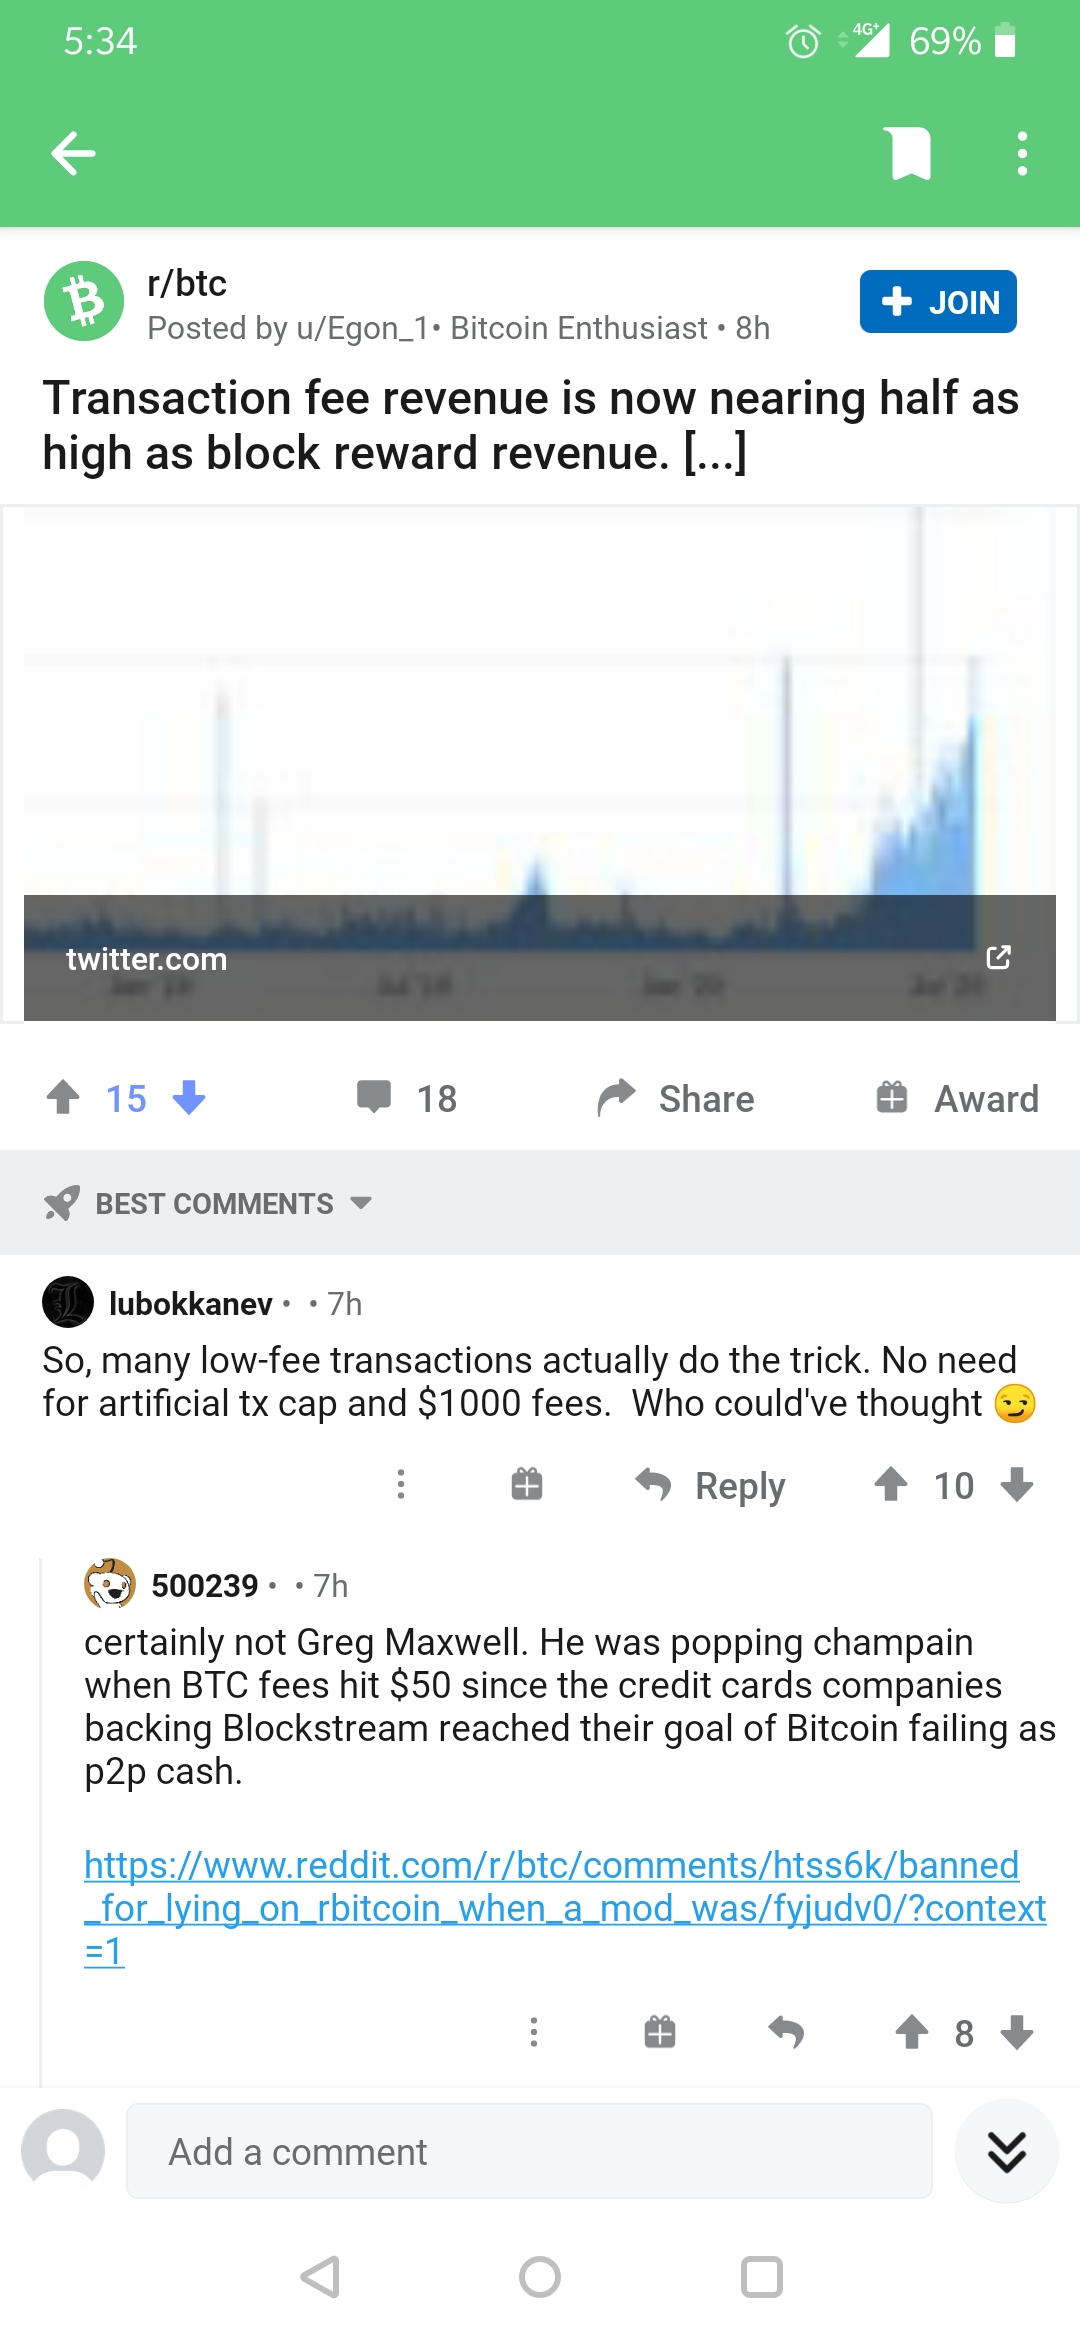 5:34
4G+ 69%
r/btc
Posted by u/Egon_1• Bitcoin Enthusiast • 8h
JOIN
Transaction fee revenue is now nearing half as
high as block reward revenue. [...]
twitter.com
15
18
Share
Award
BEST COMMENTS
lubokkanev • • 7h
So, many low-fee transactions actually do the trick. No need
for artificial tx cap and $1000 fees.  Who could've thought 😏
Reply
10
500239 • • 7h
certainly not Greg Maxwell. He was popping champain
when BTC fees hit $50 since the credit cards companies
backing Blockstream reached their goal of Bitcoin failing as
p2p cash.
https://www.reddit.com/r/btc/comments/htss6k/banned
_for_lying_on_rbitcoin_when_a_mod_was/fyjudv0/?context
=1
8
Add a comment